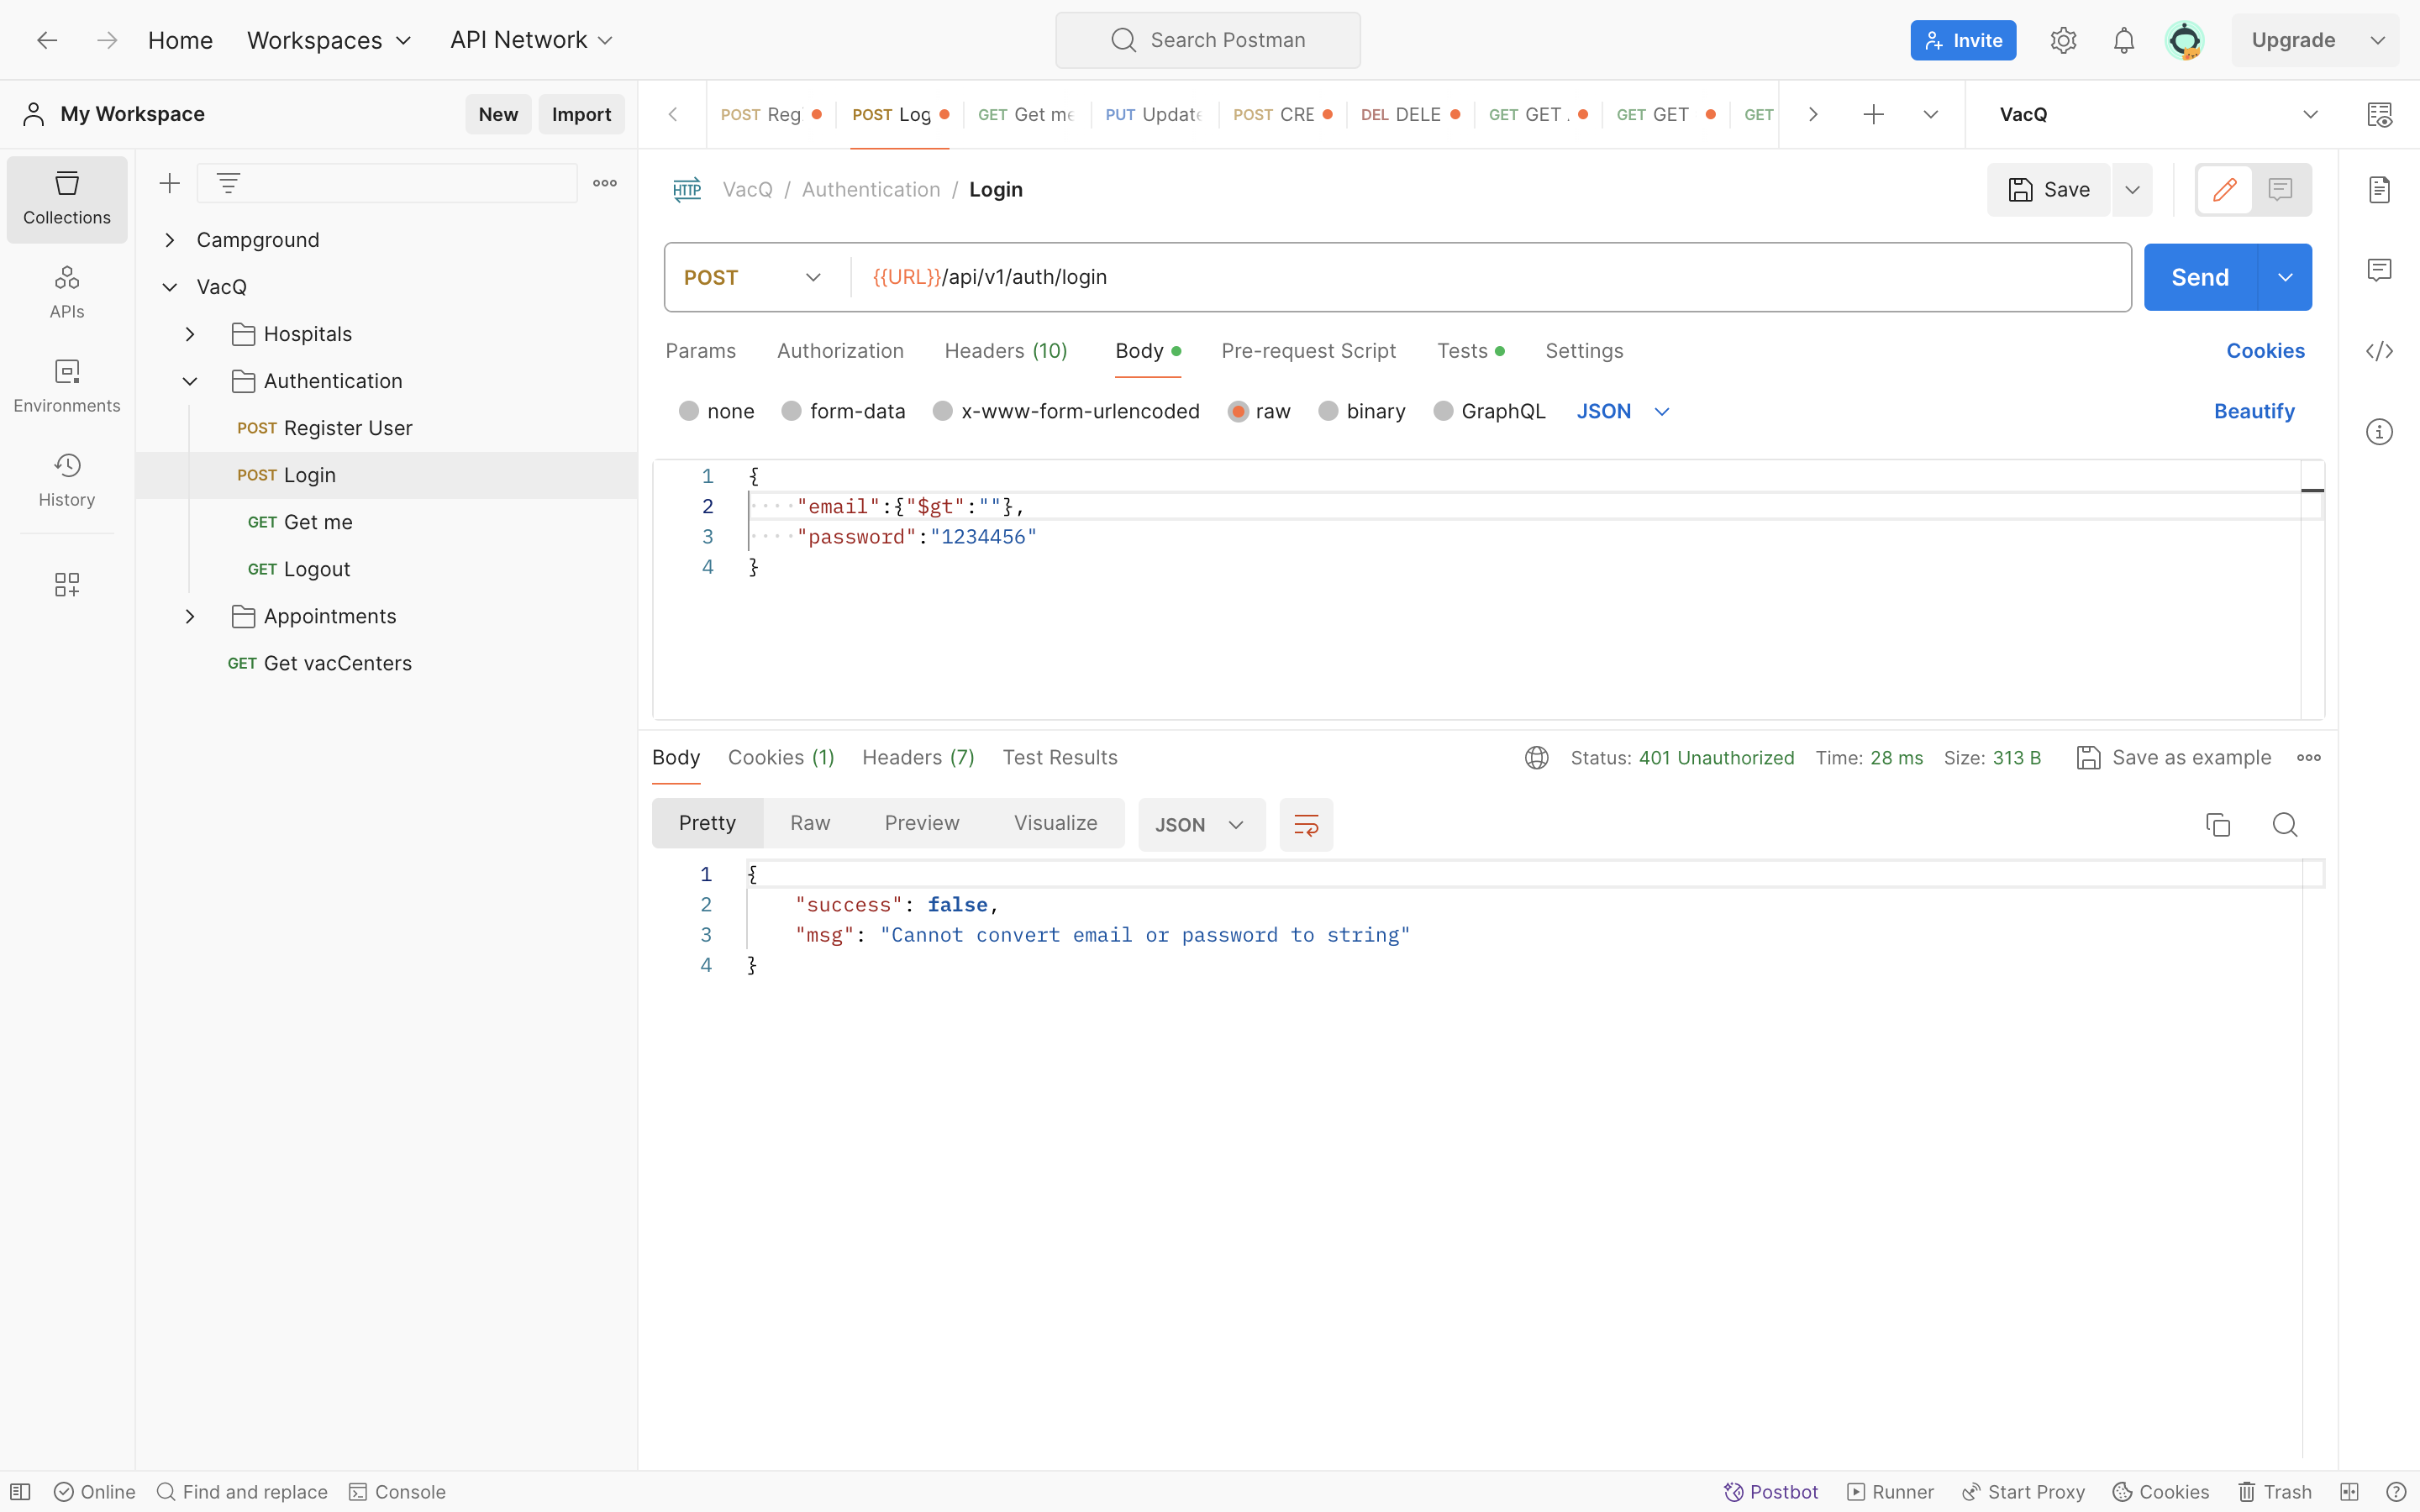 Home Workspaces API Network Search Postman Invite Upgrade
My Workspace New Import POST Reg POST Log GET Get me PUT Update POST CRE DEL DELE GET GET . GET GET GET VacQ
Collections
APIs
Environments
History
Campground
VacQ
Hospitals
Authentication
POST Register User
POST Login
GET Get me
GET Logout
Appointments
GET Get vacCenters
HTTP VacQ / Authentication / Login Save
POST {{URL}}/api/v1/auth/login Send
Params Authorization Headers (10) Body Pre-request Script Tests Settings Cookies
none form-data x-www-form-urlencoded raw binary GraphQL JSON Beautify
1 {
2 ····"email":{"$gt":""},
3 ····"password":"1234456"
4 }
Body Cookies (1) Headers (7) Test Results Status: 401 Unauthorized Time: 28 ms Size: 313 B Save as example
Pretty Raw Preview Visualize JSON
1 {
2 "success": false,
3 "msg": "Cannot convert email or password to string"
4 }
Online Find and replace Console Postbot Runner Start Proxy Cookies Trash